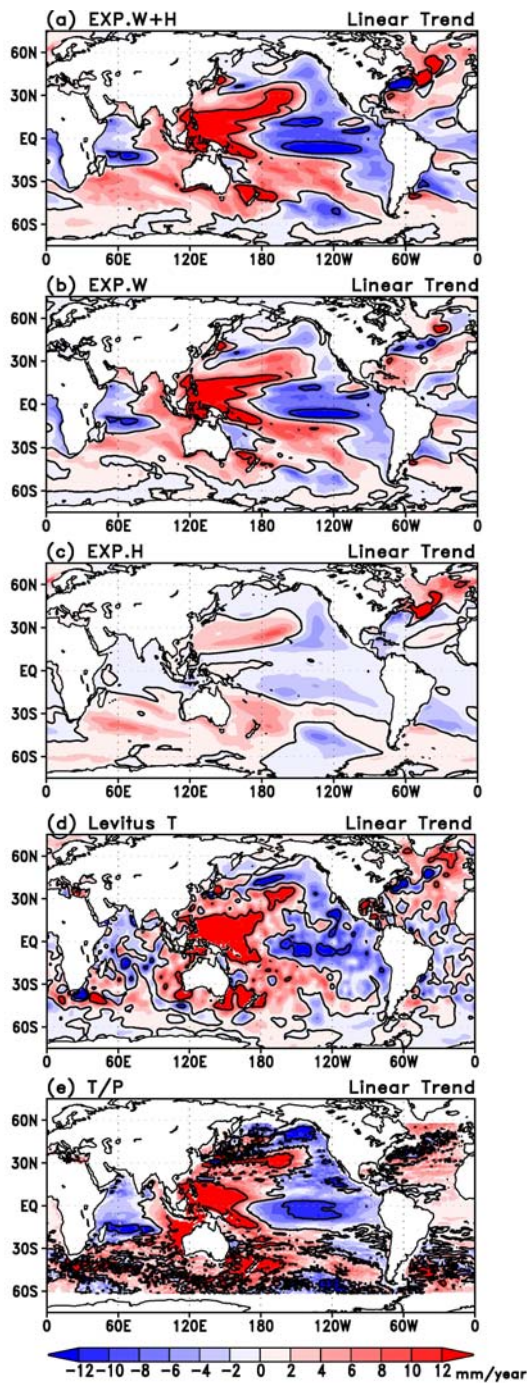 (a) EXP.W+H Linear Trend
60N
30N
EQ
30S
60S
0 60E 120E 180 120W 60W 0
(b) EXP.W Linear Trend
60N
30N
EQ
30S
60S
0 60E 120E 180 120W 60W 0
(c) EXP.H Linear Trend
60N
30N
EQ
30S
60S
0 60E 120E 180 120W 60W 0
(d) Levitus T Linear Trend
60N
30N
EQ
30S
60S
0 60E 120E 180 120W 60W 0
(e) T/P Linear Trend
60N
30N
EQ
30S
60S
0 60E 120E 180 120W 60W 0
-12 -10 -8 -6 -4 -2 0 2 4 6 8 10 12 mm/year